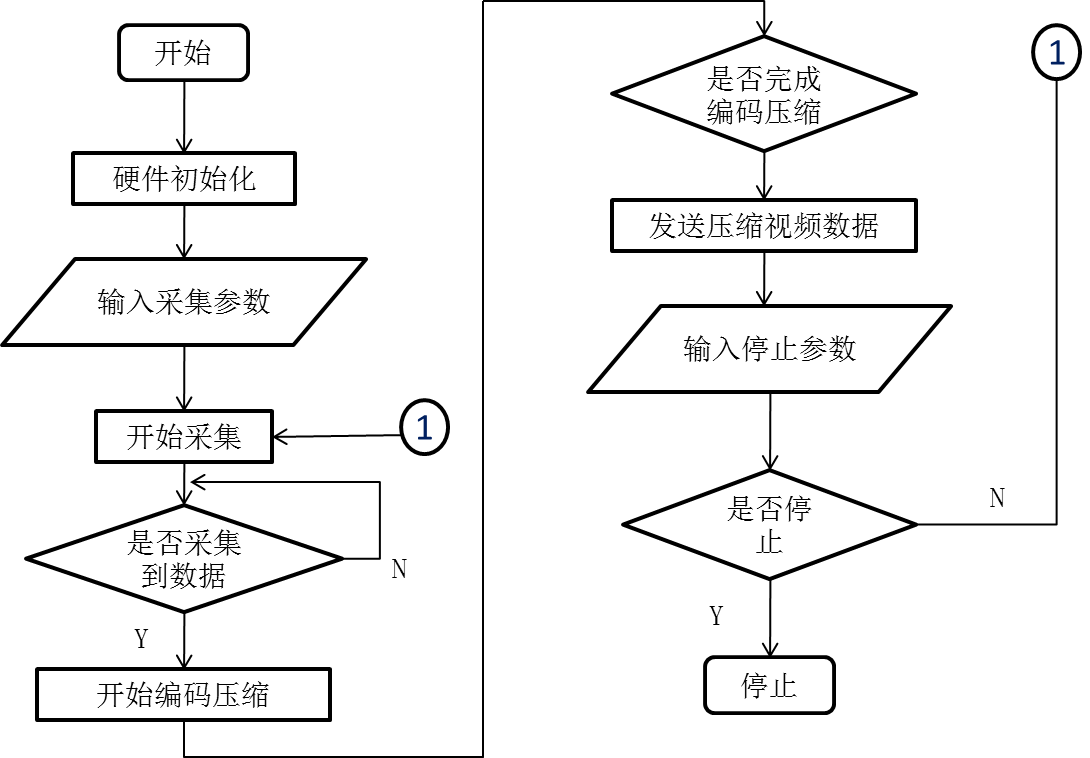 开始
硬件初始化
输入采集参数
开始采集
1
是否采集
到数据
N
Y
开始编码压缩
是否完成
编码压缩
1
发送压缩视频数据
输入停止参数
是否停
止
N
Y
停止